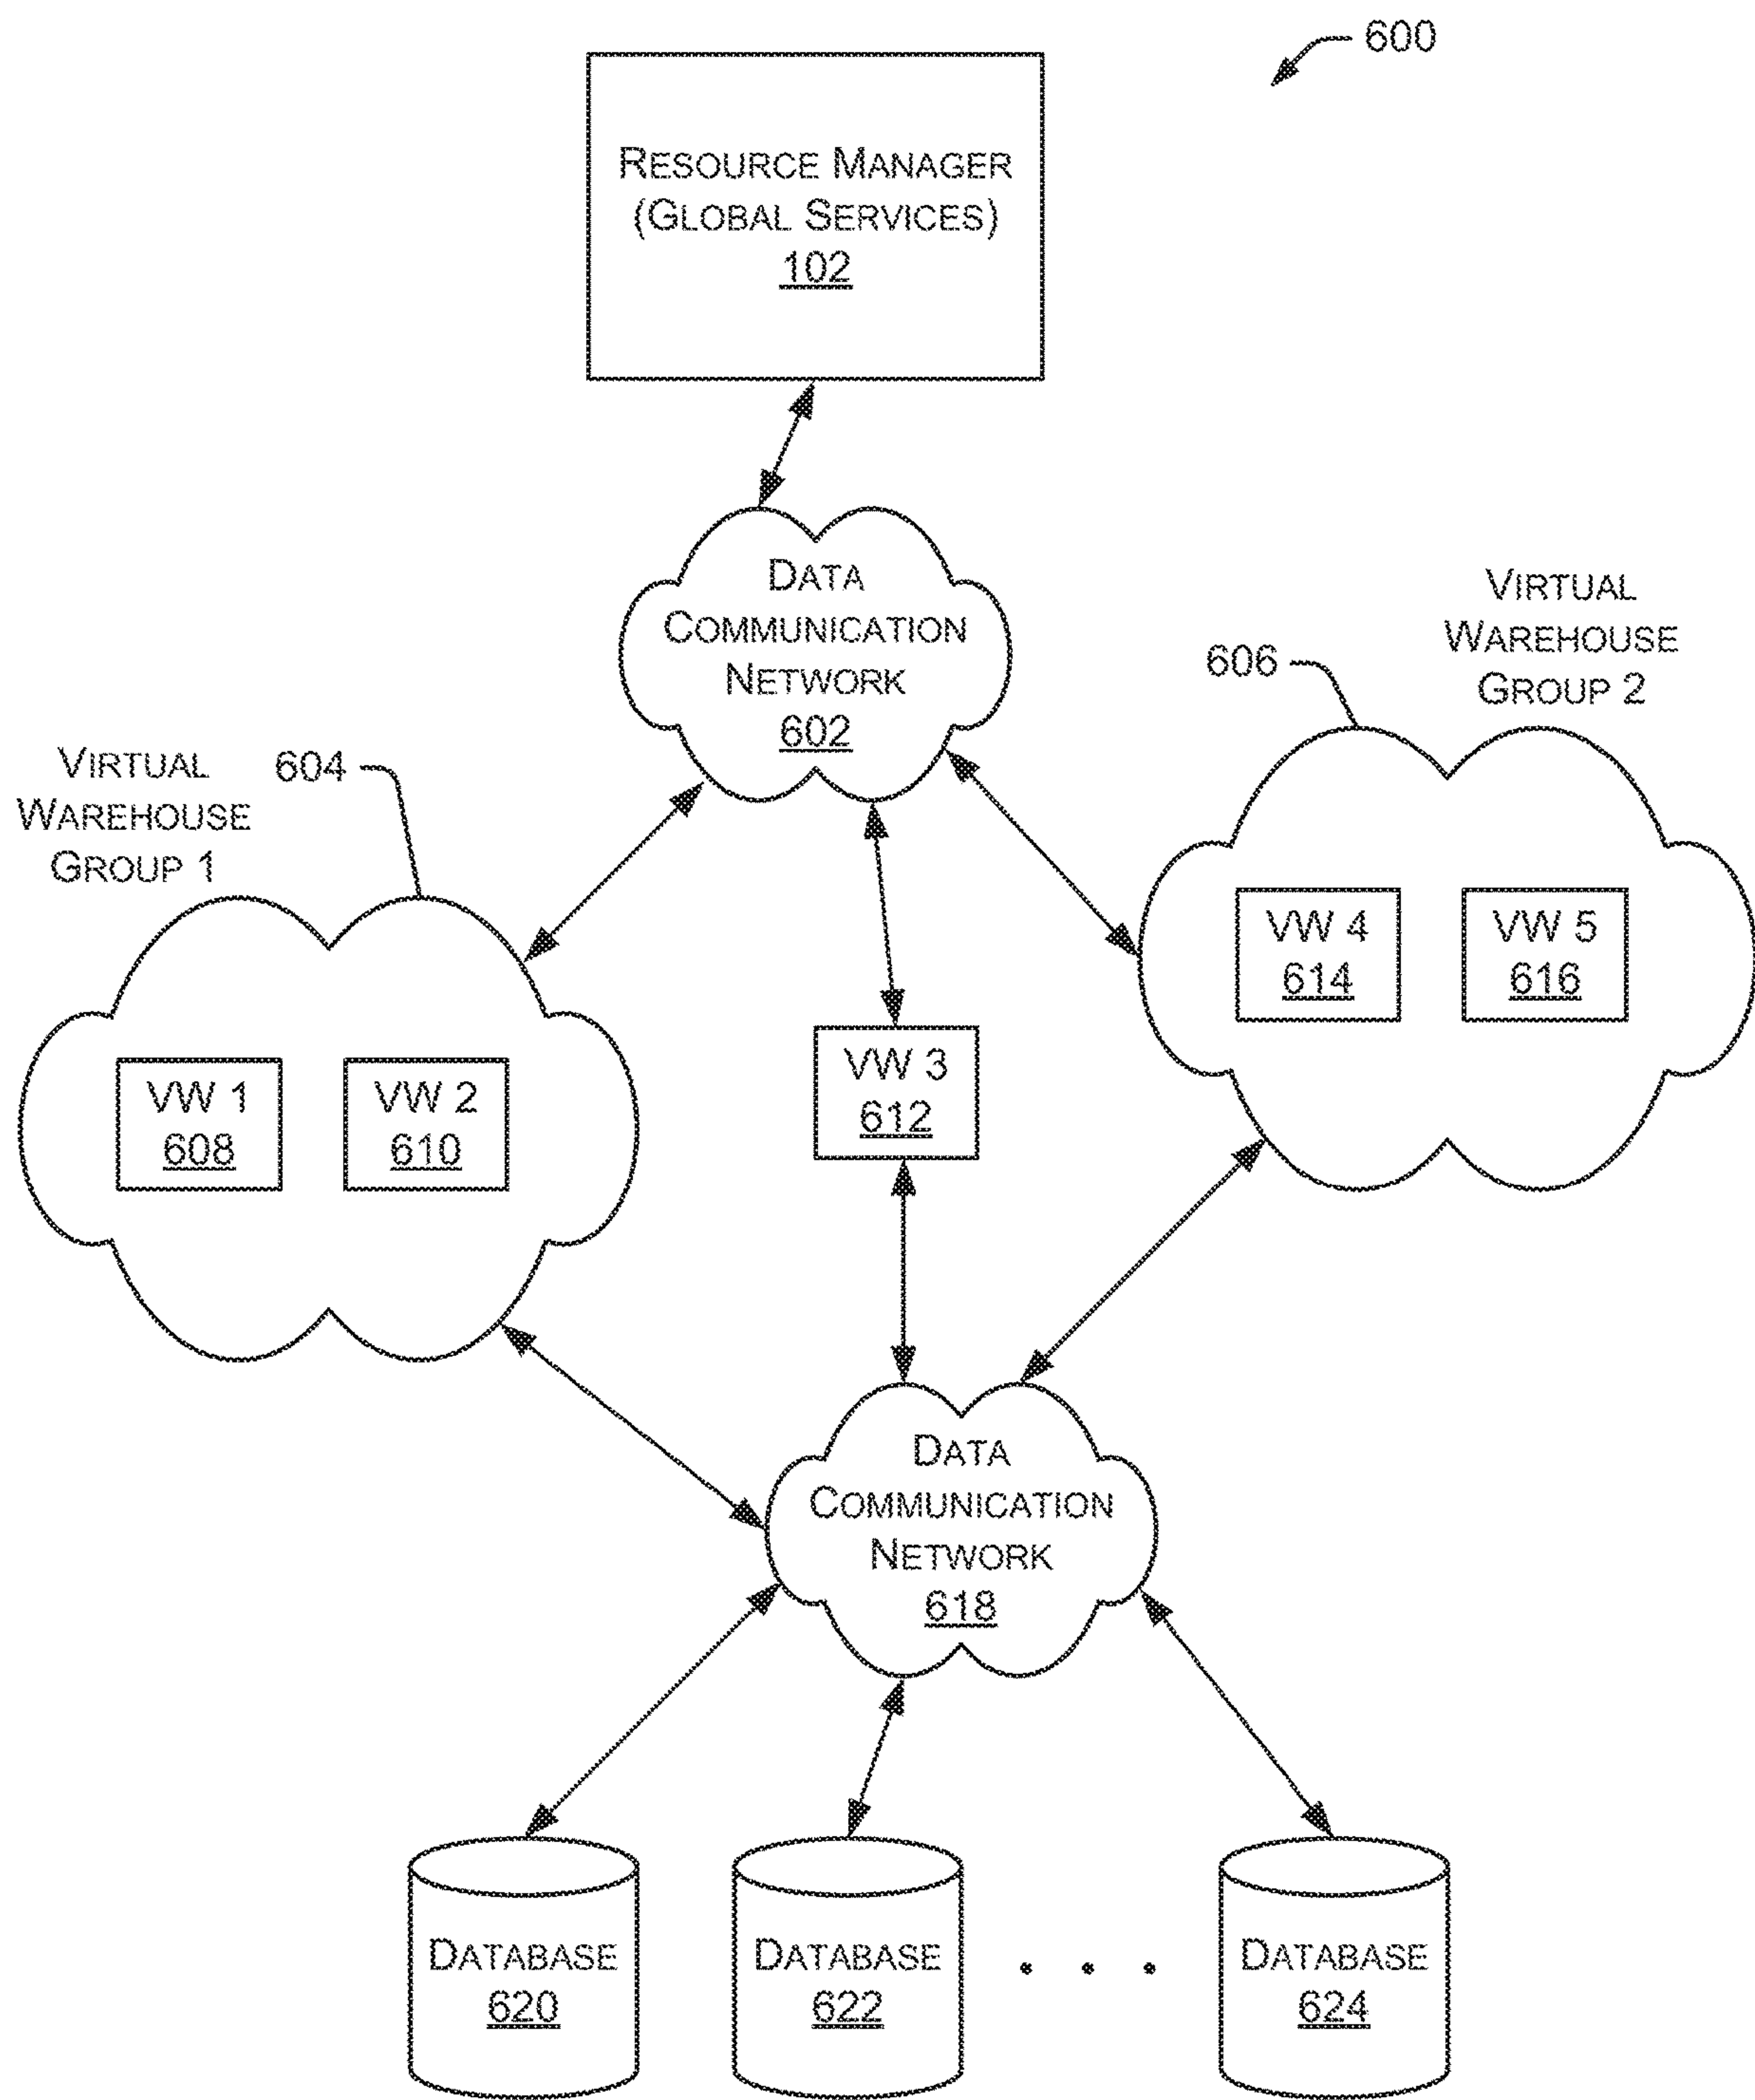 600
RESOURCE MANAGER
(GLOBAL SERVICES)
102
DATA
COMMUNICATION
NETWORK
602
VIRTUAL
WAREHOUSE
GROUP 2
606
VIRTUAL
WAREHOUSE
GROUP 1
604
VW 4
614
VW 5
616
VW 3
612
VW 1
608
VW 2
610
DATA
COMMUNICATION
NETWORK
618
DATABASE
620
DATABASE
622
. . .
DATABASE
624